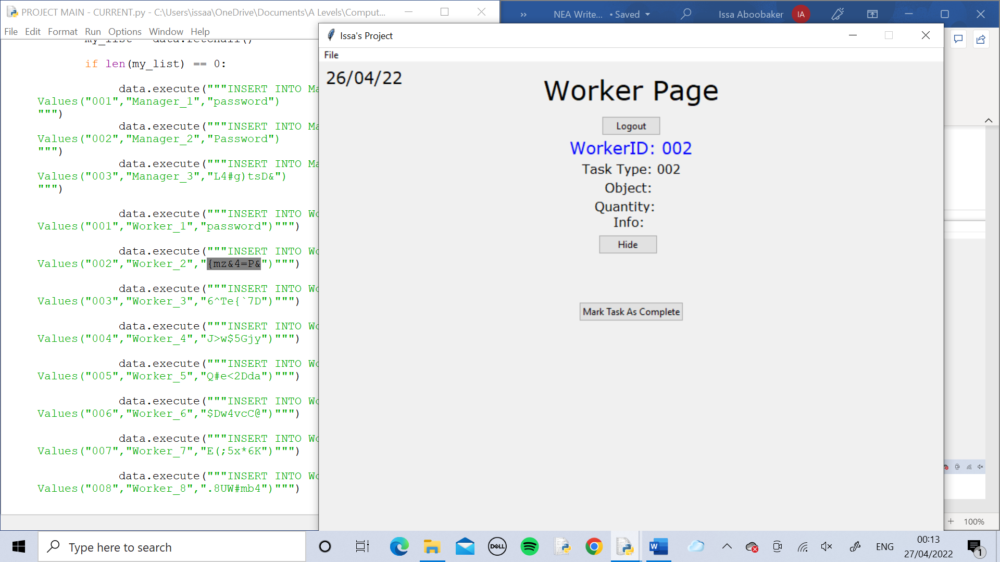 PROJECT MAIN - CURRENT.py - C:\Users\issaa\OneDrive\Documents\A Levels\Comput...
File Edit Format Run Options Window Help
my_list = data.fetchall()
if len(my_list) == 0:
data.execute("""INSERT INTO Ma
Values("001","Manager_1","password")
""")
data.execute("""INSERT INTO Ma
Values("002","Manager_2","Password")
""")
data.execute("""INSERT INTO Ma
Values("003","Manager_3","L4#g)tsD&")
""")
data.execute("""INSERT INTO Wo
Values("001","Worker_1","password")""")
data.execute("""INSERT INTO Wo
Values("002","Worker_2","{mz&4=P&")""")
data.execute("""INSERT INTO Wo
Values("003","Worker_3","6^Te{`7D")""")
data.execute("""INSERT INTO Wo
Values("004","Worker_4","J>w$5Gjy")""")
data.execute("""INSERT INTO Wo
Values("005","Worker_5","Q#e<2Dda")""")
data.execute("""INSERT INTO Wo
Values("006","Worker_6","$Dw4vcC@")""")
data.execute("""INSERT INTO Wo
Values("007","Worker_7","E(;5x*6K")""")
data.execute("""INSERT INTO Wo
Values("008","Worker_8",".8UW#mb4")""")
NEA Write... • Saved
Issa Aboobaker
IA
Issa's Project
File
26/04/22
Worker Page
Logout
WorkerID: 002
Task Type: 002
Object:
Quantity:
Info:
Hide
Mark Task As Complete
100%
Type here to search
DELL
W
ENG
00:13
27/04/2022
1